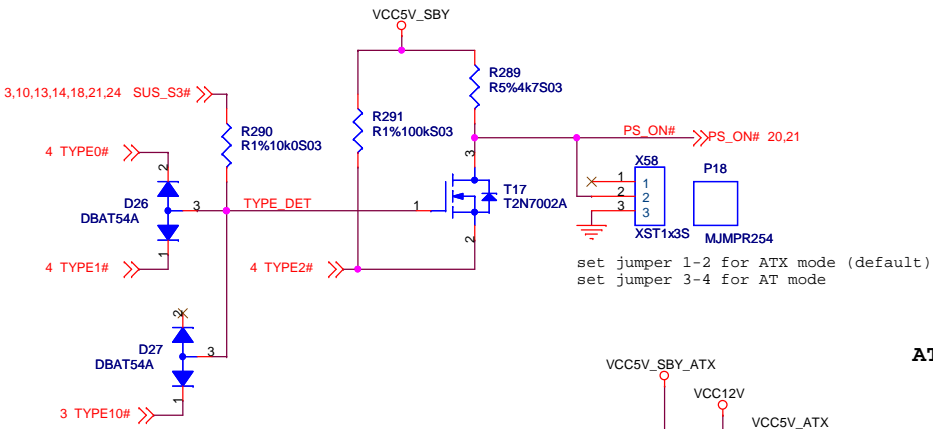 VCC5V_SBY
3,10,13,14,18,21,24 SUS_S3#
R289
R5%4k7S03
R290
R1%10k0S03
R291
R1%100kS03
PS_ON#
PS_ON# 20,21
4 TYPE0#
2
3
X58
P18
1
1
2
2
3
3
D26
DBAT54A
3
TYPE_DET
1
T17
T2N7002A
2
XST1x3S
MJMPR254
1
4 TYPE1#
4 TYPE2#
set jumper 1-2 for ATX mode (default)
set jumper 3-4 for AT mode
2
D27
DBAT54A
3
1
3 TYPE10#
AT
VCC5V_SBY_ATX
VCC12V
VCC5V_ATX